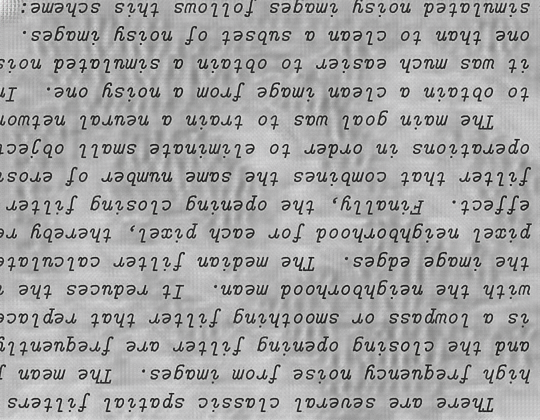 There are several classic spatial filters
high frequency noise from images. The mean
and the closing opening filter are frequently
is a lowpass or smoothing filter that replace
with the neighborhood mean. It reduces the
the image edges. The median filter calculate
pixel neighborhood for each pixel, thereby re
effect. Finally, the opening closing filter
filter that combines the same number of eros
operations in order to eliminate small object
The main goal was to train a neural networ
to obtain a clean image from a noisy one. In
it was much easier to obtain a simulated nois
one than to clean a subset of noisy images.
simulated noisy images follows this scheme: